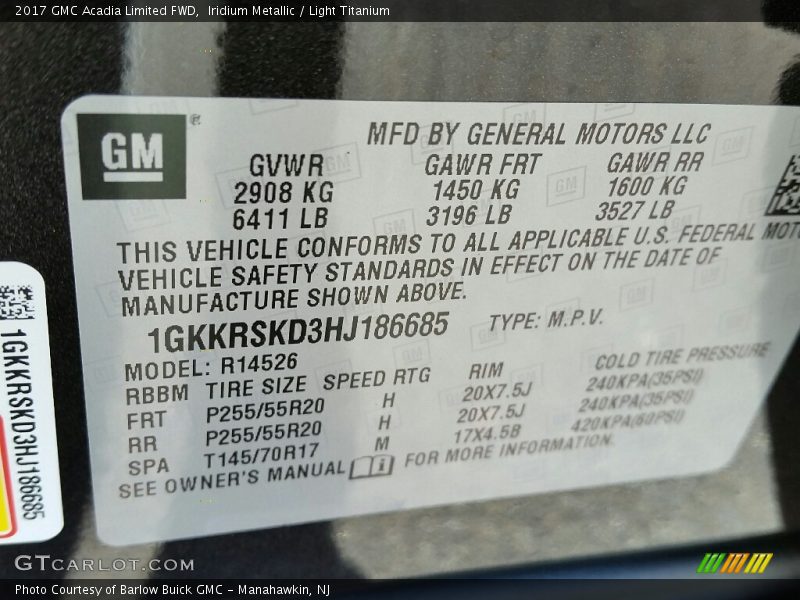 2017 GMC Acadia Limited FWD,  Iridium Metallic / Light Titanium
GM ®
MFD BY GENERAL MOTORS LLC
GVWR GAWR FRT GAWR RR
2908 KG 1450 KG 1600 KG
6411 LB 3196 LB 3527 LB
THIS VEHICLE CONFORMS TO ALL APPLICABLE U.S. FEDERAL MOT
VEHICLE SAFETY STANDARDS IN EFFECT ON THE DATE OF
MANUFACTURE SHOWN ABOVE.
1GKKRSKD3HJ186685 TYPE: M.P.V.
MODEL: R14526
RBBM TIRE SIZE SPEED RTG RIM COLD TIRE PRESSURE
FRT P255/55R20 H 20X7.5J 240KPA(35PSI)
RR P255/55R20 H 20X7.5J 240KPA(35PSI)
SPA T145/70R17 M 17X4.5B 420KPA(60PSI)
SEE OWNER'S MANUAL FOR MORE INFORMATION.
1GKKRSKD3HJ186685
GTCARLOT.COM
Photo Courtesy of Barlow Buick GMC - Manahawkin, NJ